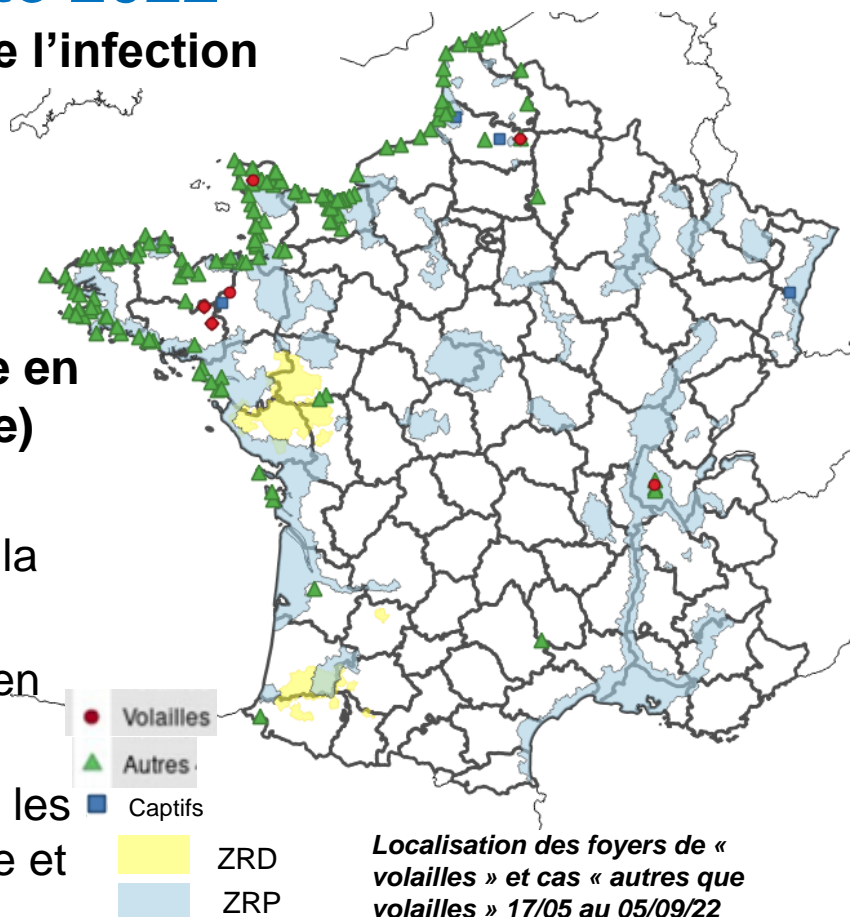 2022
e l’infection
e en
e)
la
en
Volailles
Autres
les
Captifs
e et
ZRD
ZRP
Localisation des foyers de «
volailles » et cas « autres que
volailles » 17/05 au 05/09/22